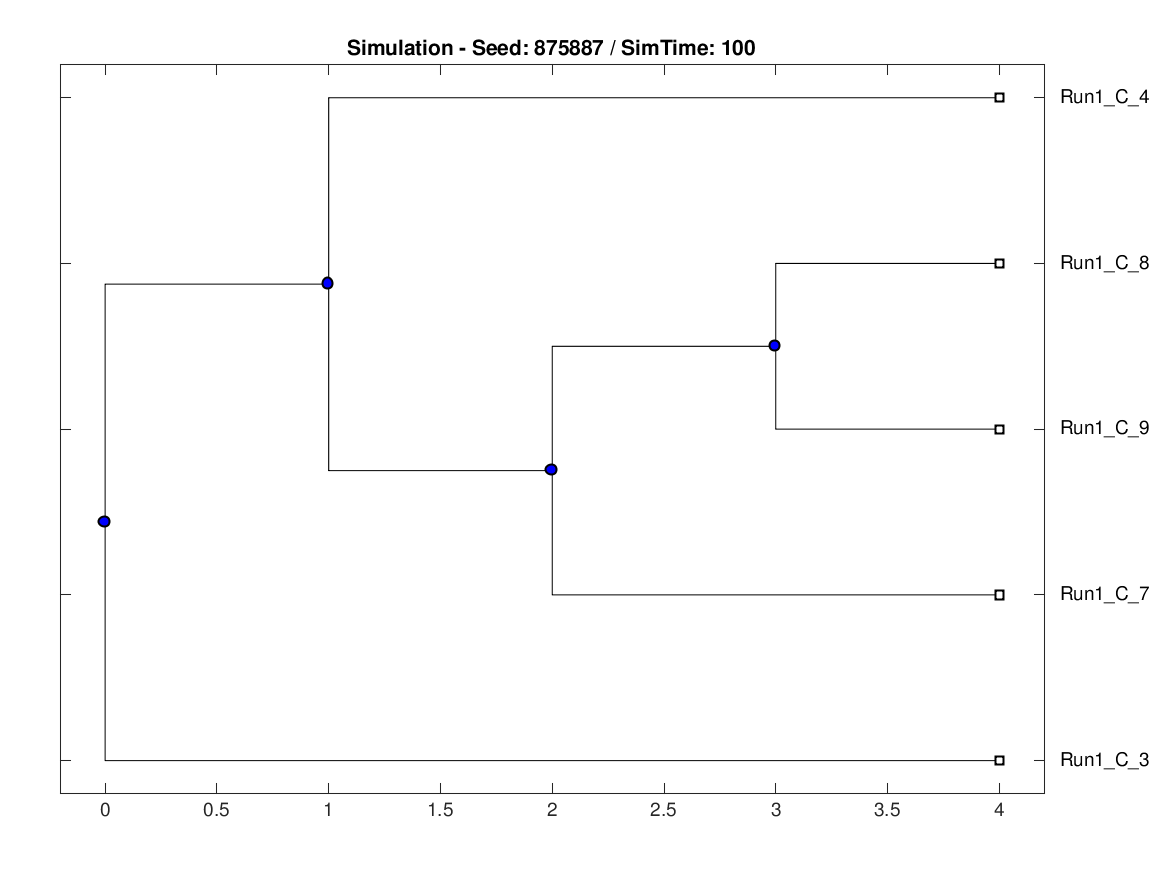 Simulation - Seed: 875887 / SimTime: 100
Run1_C_4
Run1_C_8
Run1_C_9
Run1_C_7
Run1_C_3
0 0.5 1 1.5 2 2.5 3 3.5 4